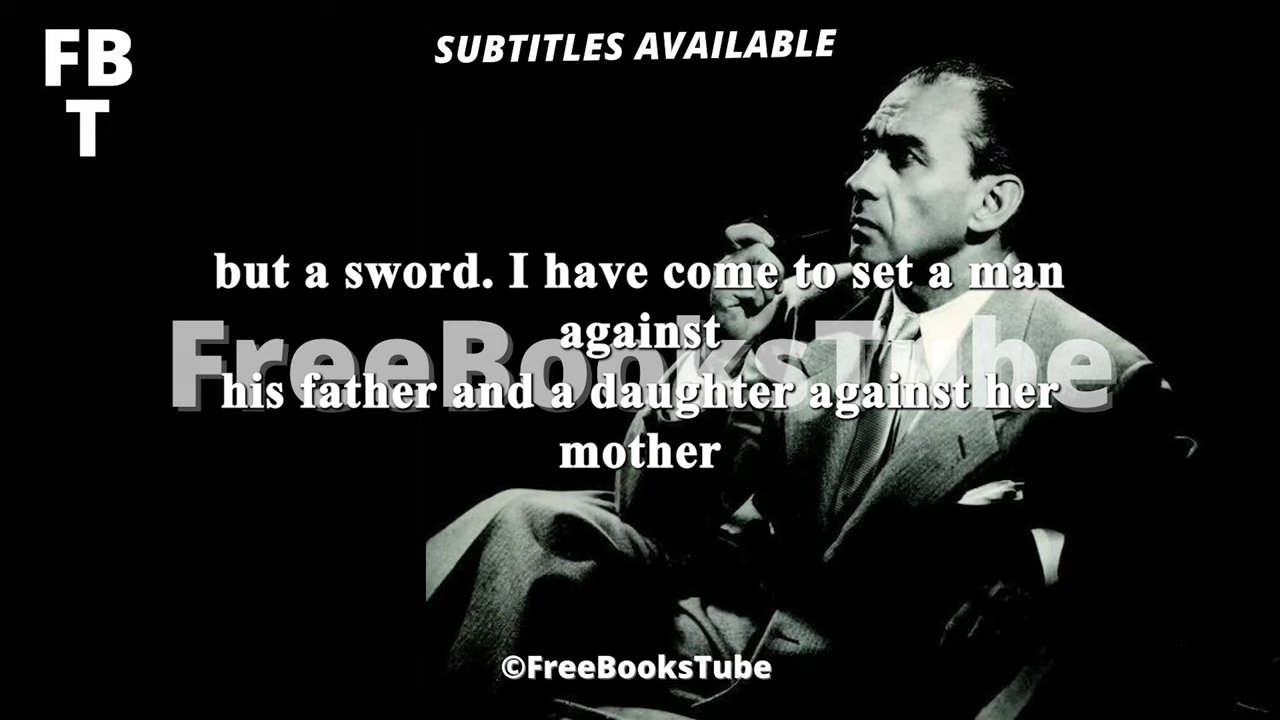 FB
T
SUBTITLES AVAILABLE
but a sword. I have come to set a man
against
FreeBooksTube
his father and a daughter against her
mother
©FreeBooksTube